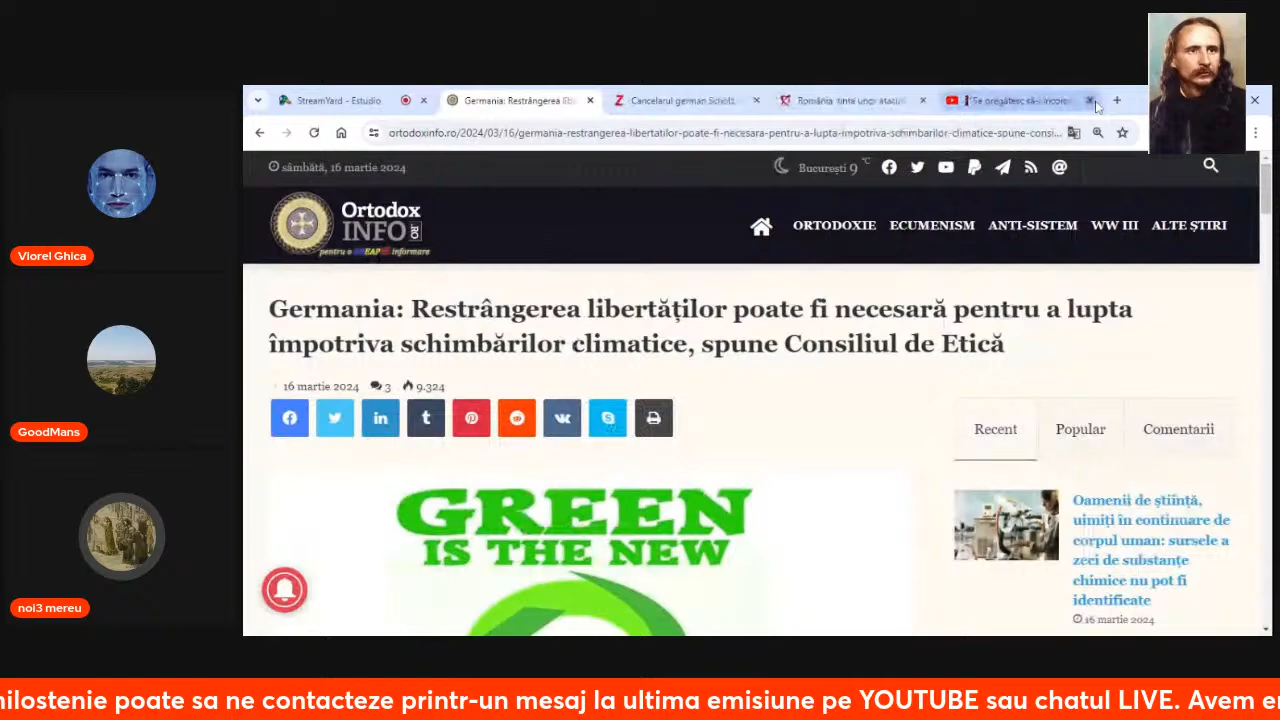 StreamYard - Estudio
Germania: Restrângerea libe
Cancelarul german Scholz
România, ținta unor atacuri
Se pregătesc să-i
ortodoxinfo.ro/2024/03/16/germania-restrangerea-libertatilor-poate-fi-necesara-pentru-a-lupta-impotriva-schimbarilor-climatice-spune-consi...
sâmbătă, 16 martie 2024
București 9 °C
Ortodox
INFO.RO
pentru o DREAPTĂ informare
ORTODOXIE ECUMENISM ANTI-SISTEM WW III ALTE ȘTIRI
Germania: Restrângerea libertăților poate fi necesară pentru a lupta
împotriva schimbărilor climatice, spune Consiliul de Etică
16 martie 2024 3 9.324
Recent Popular Comentarii
GREEN
IS THE NEW
Oamenii de știință,
uimiți în continuare de
corpul uman: sursele a
zeci de substanțe
chimice nu pot fi
identificate
16 martie 2024
Viorel Ghica
GoodMans
noi3 mereu
milostenie poate sa ne contacteze printr-un mesaj la ultima emisiune pe YOUTUBE sau chatul LIVE. Avem e